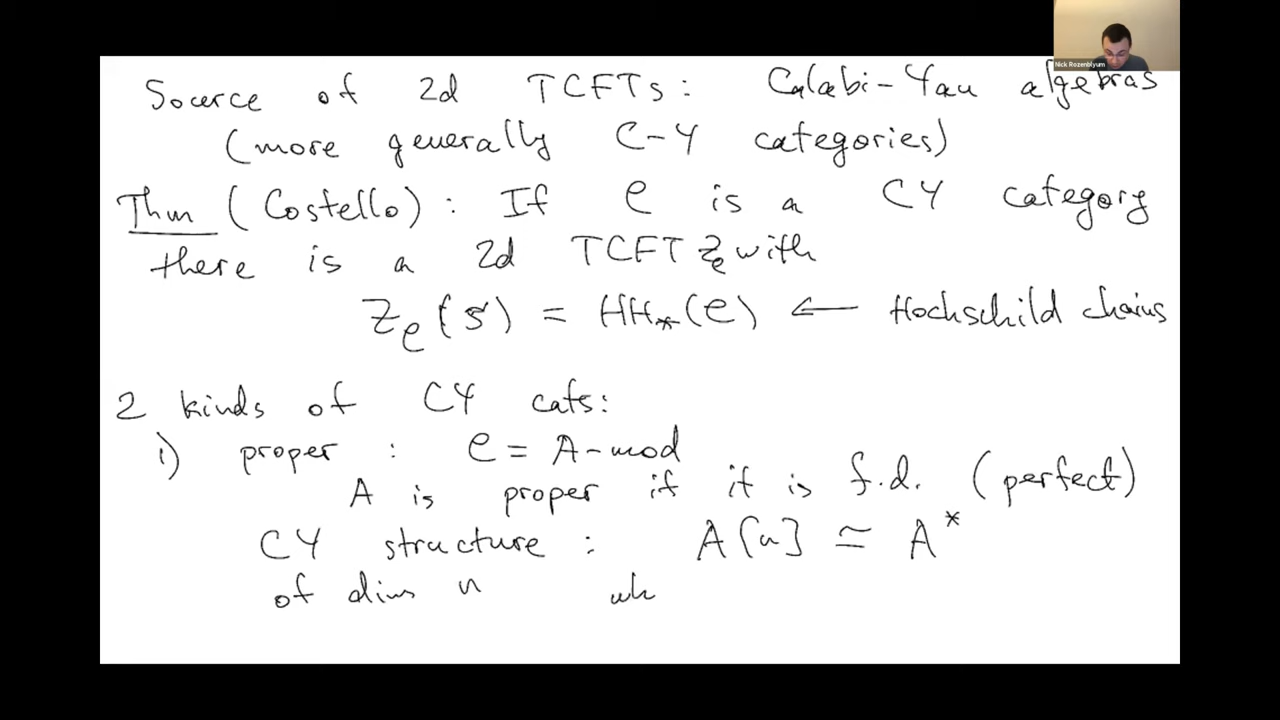 Nick Rozenblyum
Source of 2d TCFTs: Calabi-Yau algebras
(more generally C-Y categories)
Thm (Costello): If C is a CY category
there is a 2d TCFT Z_C with
Z_C(S¹) = HH_*(C) ← Hochschild chains
2 kinds of CY cats:
1) proper : C = A-mod
A is proper if it is f.d. (perfect)
CY structure : A[n] ≃ A*
of dim n wh